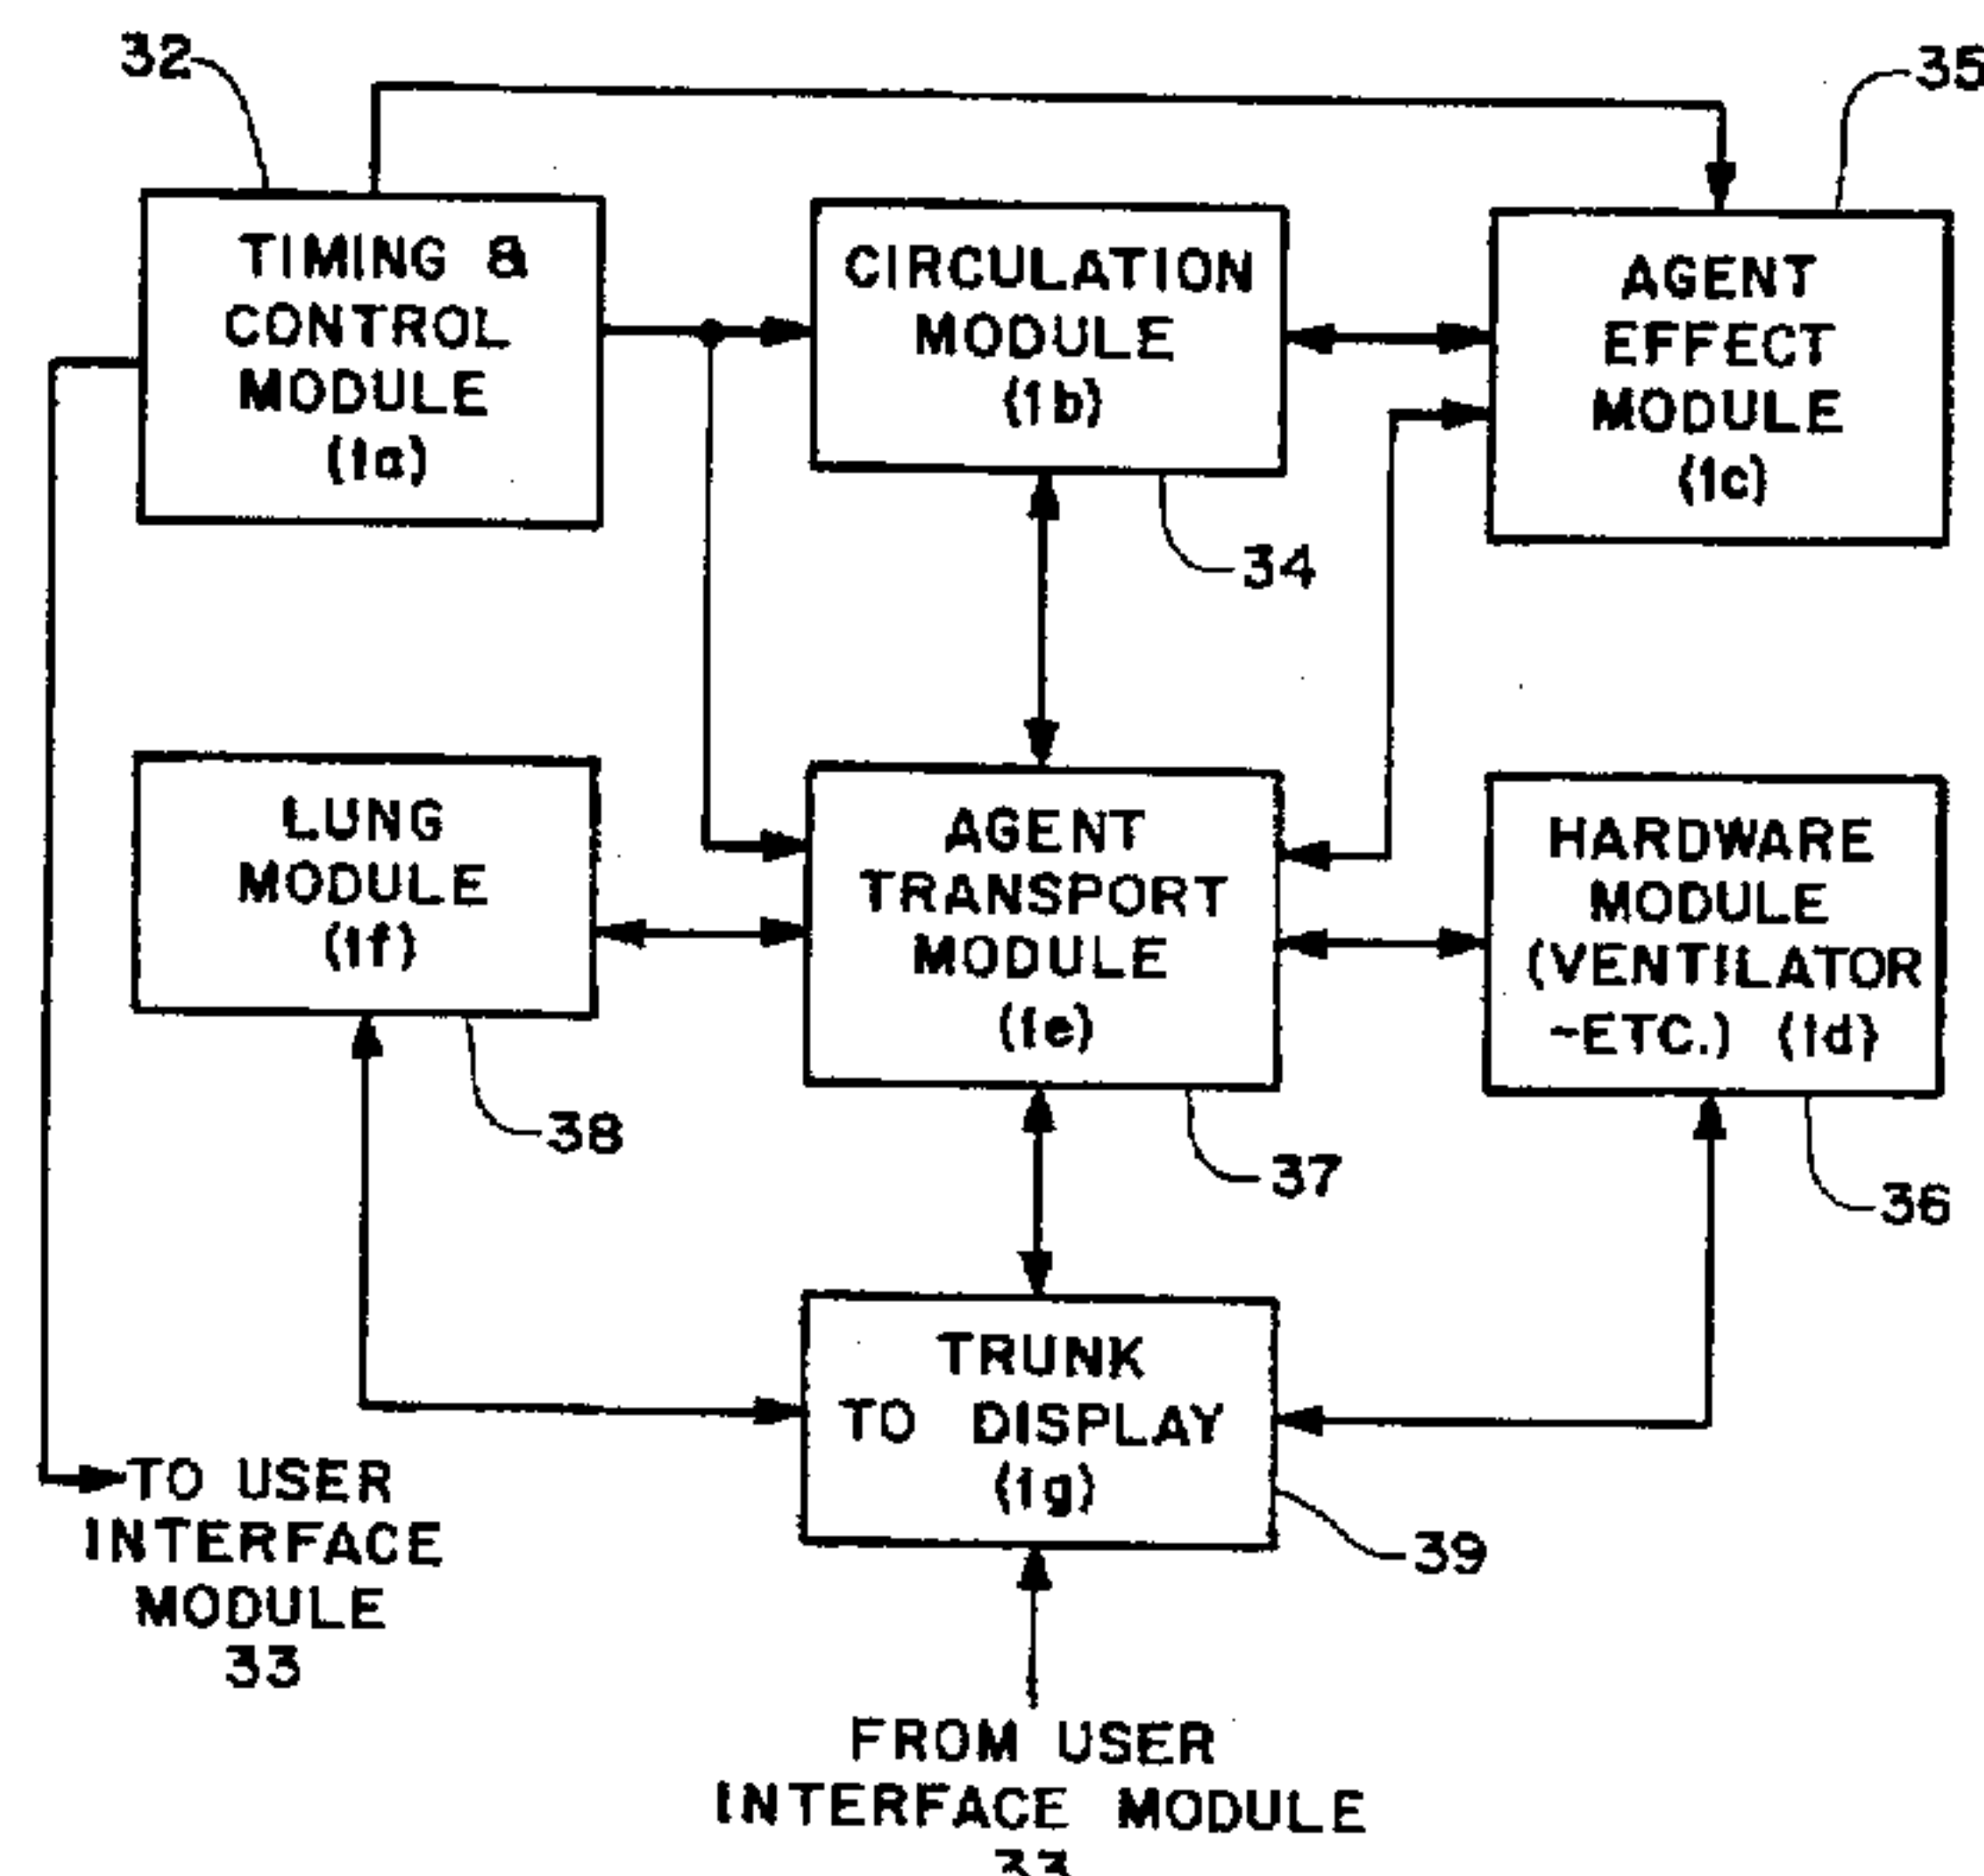 32
35
TIMING &
CONTROL
MODULE
(1a)
CIRCULATION
MODULE
(1b)
AGENT
EFFECT
MODULE
(1c)
34
LUNG
MODULE
(1f)
AGENT
TRANSPORT
MODULE
(1e)
HARDWARE
MODULE
(VENTILATOR
-ETC.) (1d)
38
37
36
TRUNK
TO DISPLAY
(1g)
39
TO USER
INTERFACE
MODULE
33
FROM USER
INTERFACE MODULE
33